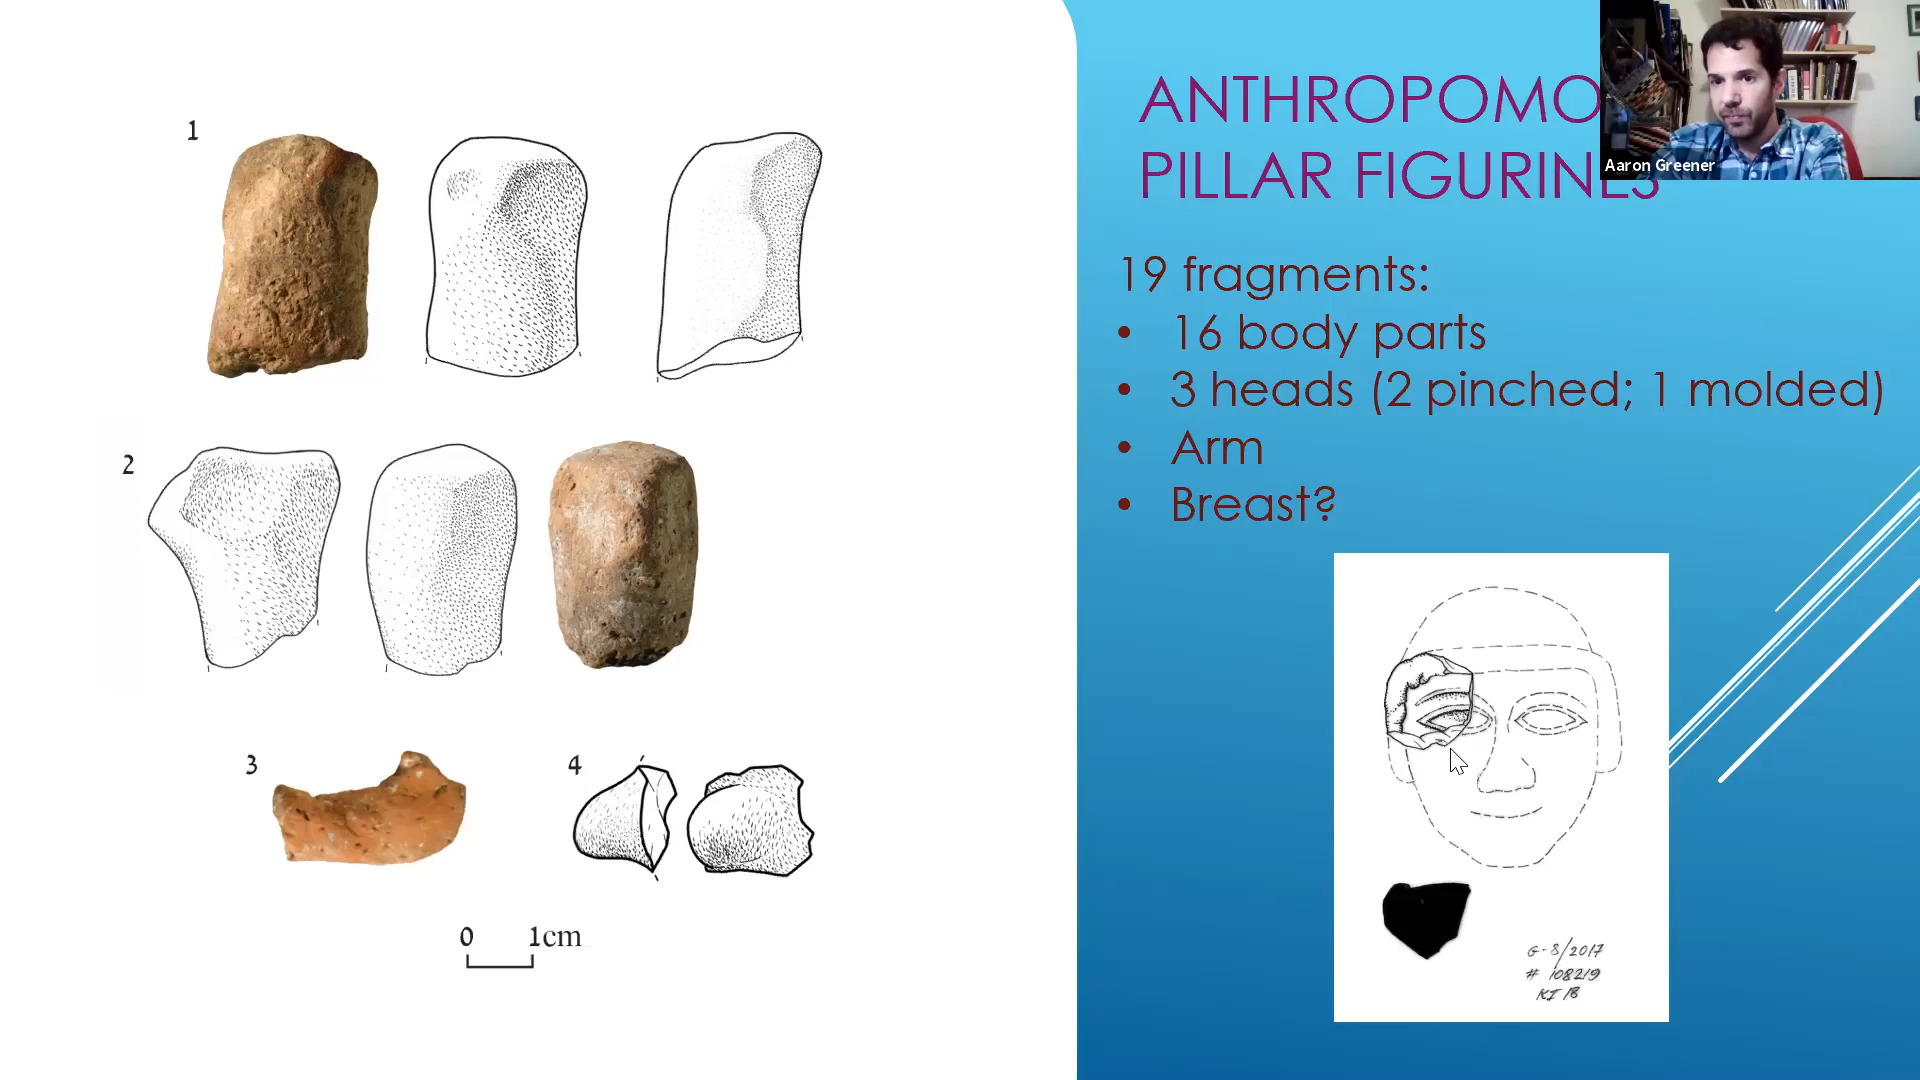 ANTHROPOMO
PILLAR FIGURINES
Aaron Greener
19 fragments:
• 16 body parts
• 3 heads (2 pinched; 1 molded)
• Arm
• Breast?
1
2
3
4
0 1cm
G-8/2017
# 108219